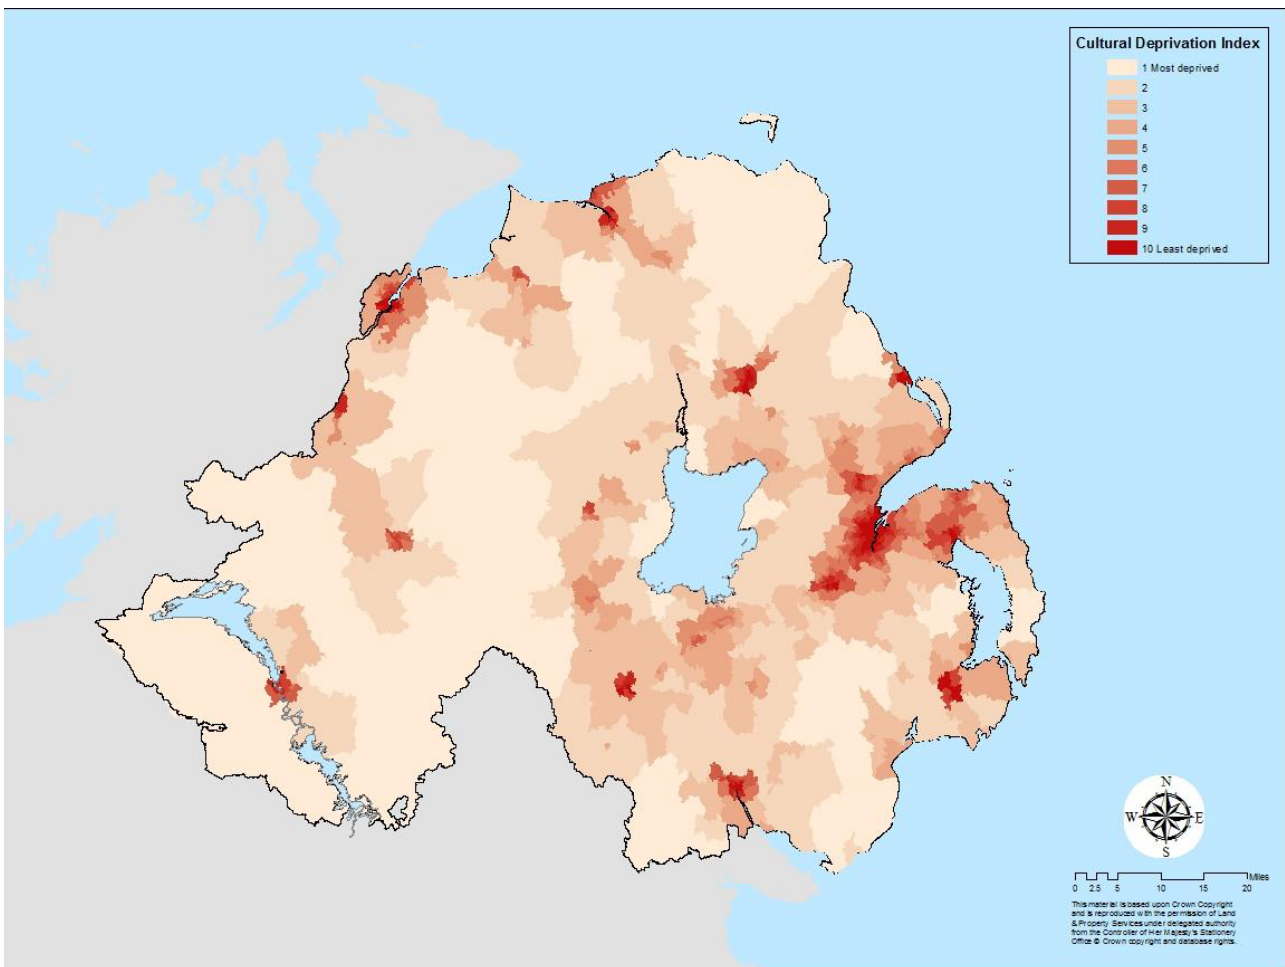 Cultural Deprivation Index
1 Most deprived
2
3
4
5
6
7
8
9
10 Least deprived
N
W E
S
Miles
0 2.5 5 10 15 20
This material is based upon Crown Copyright
and is reproduced with the permission of Land
& Property Services under delegated authority
from the Controller of Her Majesty's Stationery
Office © Crown copyright and database rights.